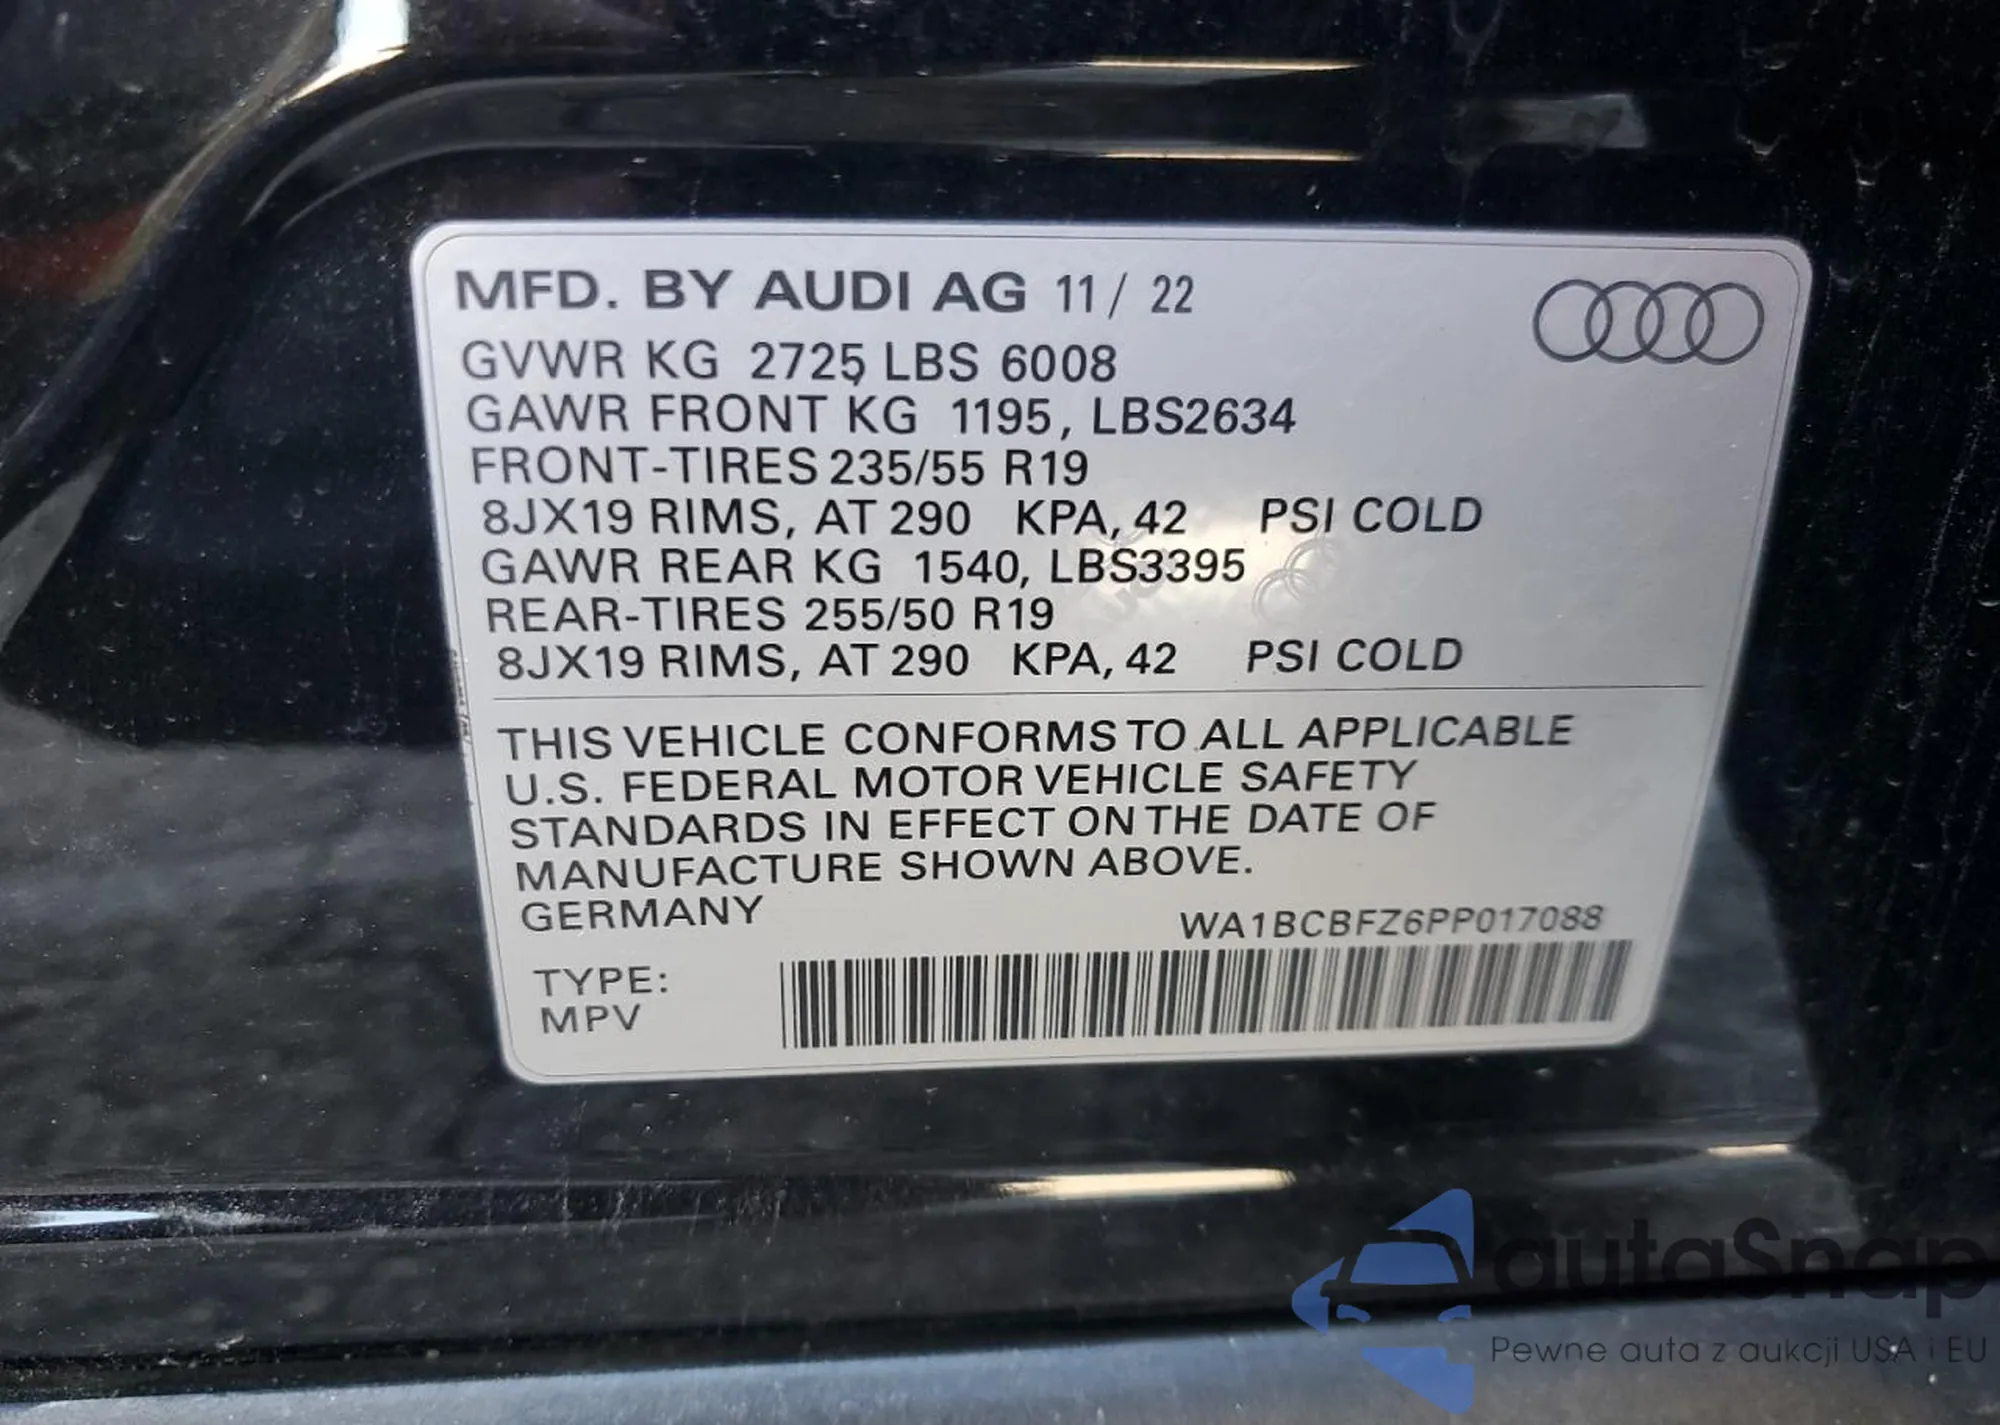 MFD. BY AUDI AG 11/ 22
GVWR KG 2725, LBS 6008
GAWR FRONT KG 1195, LBS2634
FRONT-TIRES 235/55 R19
8JX19 RIMS, AT 290 KPA, 42 PSI COLD
GAWR REAR KG 1540, LBS3395
REAR-TIRES 255/50 R19
8JX19 RIMS, AT 290 KPA, 42 PSI COLD
THIS VEHICLE CONFORMS TO ALL APPLICABLE
U.S. FEDERAL MOTOR VEHICLE SAFETY
STANDARDS IN EFFECT ON THE DATE OF
MANUFACTURE SHOWN ABOVE.
GERMANY
WA1BCBFZ6PP017088
TYPE:
MPV
autaSnap
Pewne auta z aukcji USA i EU